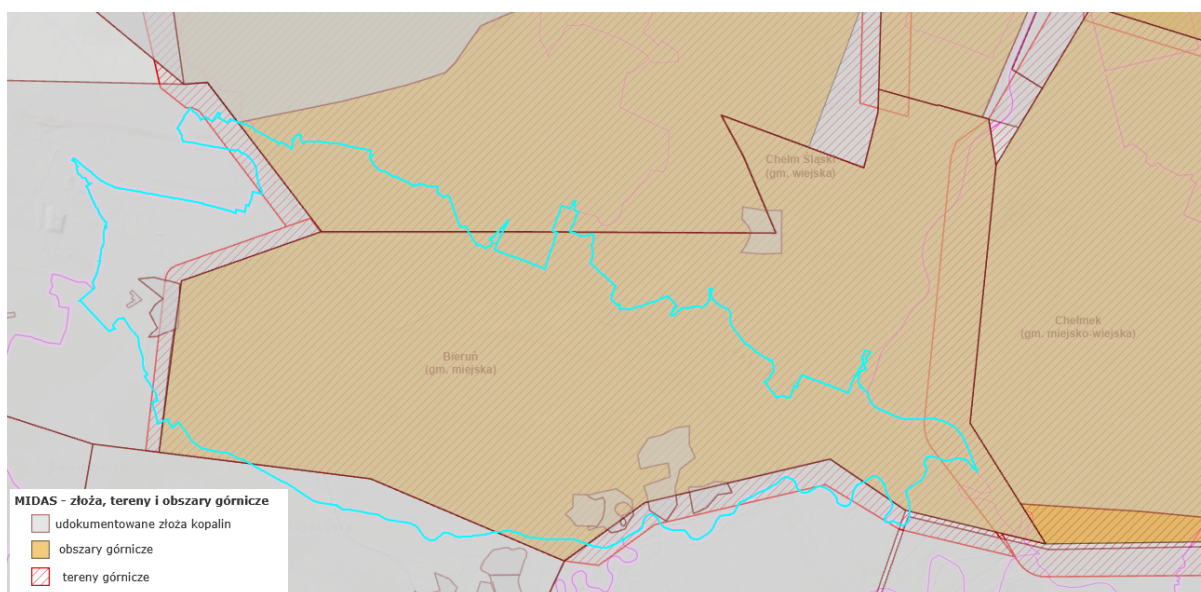 Chełm Śląski
(gm. wiejska)
Chełmek
(gm. miejsko-wiejska)
Bieruń
(gm. miejska)
MIDAS - złoża, tereny i obszary górnicze
udokumentowane złoża kopalin
obszary górnicze
tereny górnicze